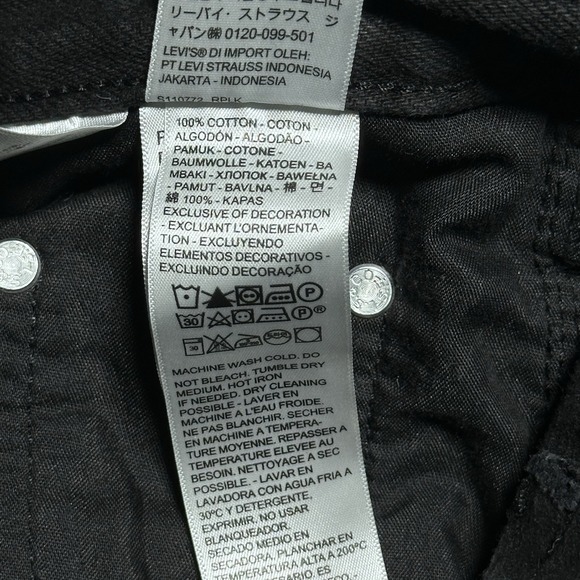 リーバイ・ストラウス ジ
ャパン㈱ 0120-099-501
LEVI'S® DI IMPORT OLEH:
PT LEVI STRAUSS INDONESIA
JAKARTA - INDONESIA
S110772 RPLK
100% COTTON - COTON -
ALGODÓN - ALGODÃO -
PAMUK - COTONE -
BAUMWOLLE - KATOEN - BA
MBAKI - ХЛОПОК - BAWEŁNA
- PAMUT - BAVLNA - 棉 - 면 -
綿 100% - KAPAS
EXCLUSIVE OF DECORATION
- EXCLUANT L'ORNEMENTA-
TION - EXCLUYENDO
ELEMENTOS DECORATIVOS -
EXCLUINDO DECORAÇÃO
P
30
P
30
MACHINE WASH COLD. DO
NOT BLEACH. TUMBLE DRY
MEDIUM. HOT IRON
IF NEEDED. DRY CLEANING
POSSIBLE. - LAVER EN
MACHINE A L'EAU FROIDE.
NE PAS BLANCHIR. SECHER
EN MACHINE A TEMPERA-
TURE MOYENNE. REPASSER A
TEMPERATURE ELEVEE AU
BESOIN. NETTOYAGE A SEC
POSSIBLE. - LAVAR EN
LAVADORA CON AGUA FRIA A
30ºC Y DETERGENTE.
EXPRIMIR. NO USAR
BLANQUEADOR.
SECADO MEDIO EN
SECADORA. PLANCHAR EN
TEMPERATURA ALTA A 200ºC